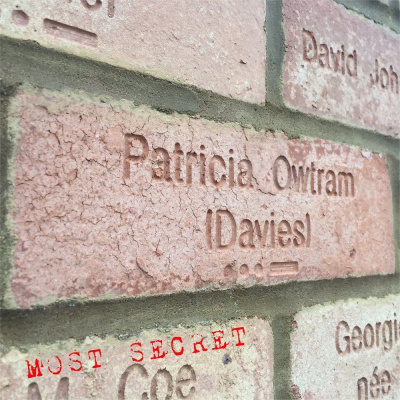 David Joh
Patricia Owtram
(Davies)
MOST SECRET
Coe
Georgi
née